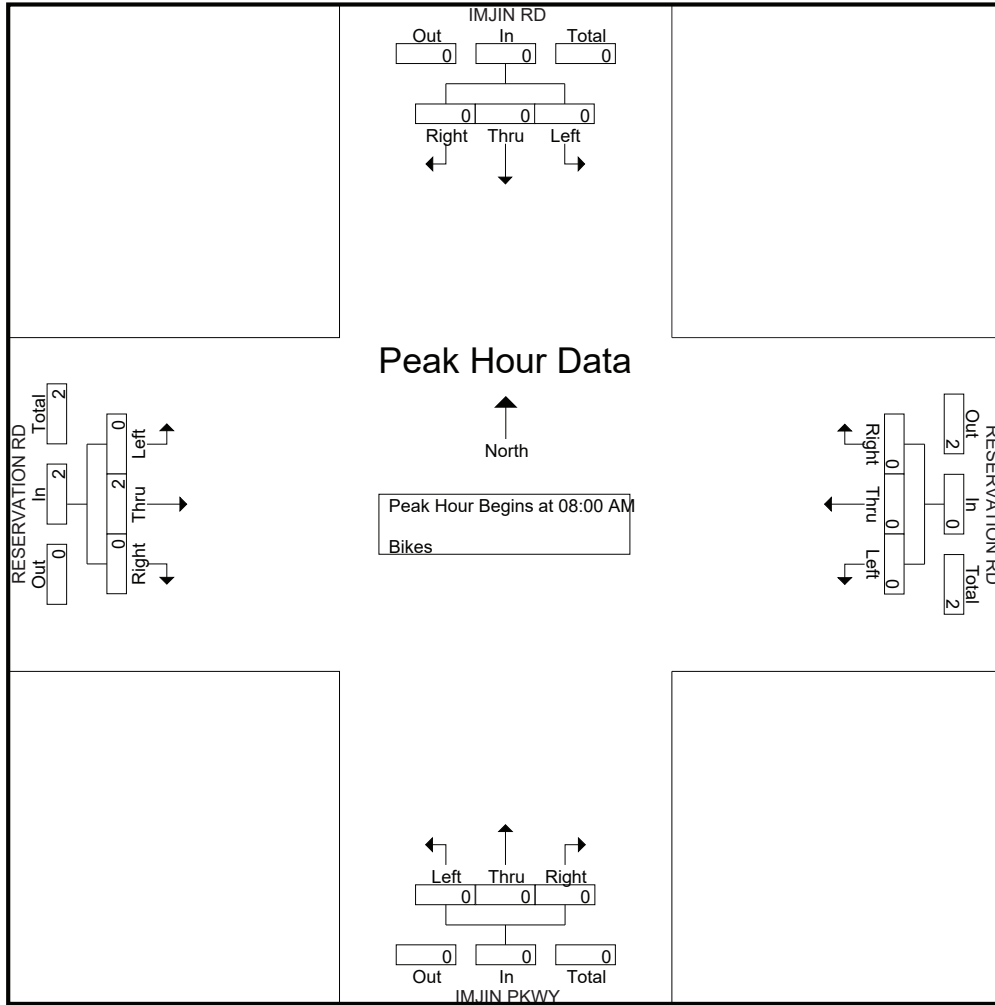 IMJIN RD
Out In Total
0 0 0
0 0 0
Right Thru Left
Peak Hour Data
North
Peak Hour Begins at 08:00 AM
Bikes
RESERVATION RD
Total In Out
2 2 0
0 2 0
Left Thru Right
RESERVATION RD
Out In Total
2 0 2
0 0 0
Right Thru Left
Left Thru Right
0 0 0
0 0 0
Out In Total
IMJIN PKWY